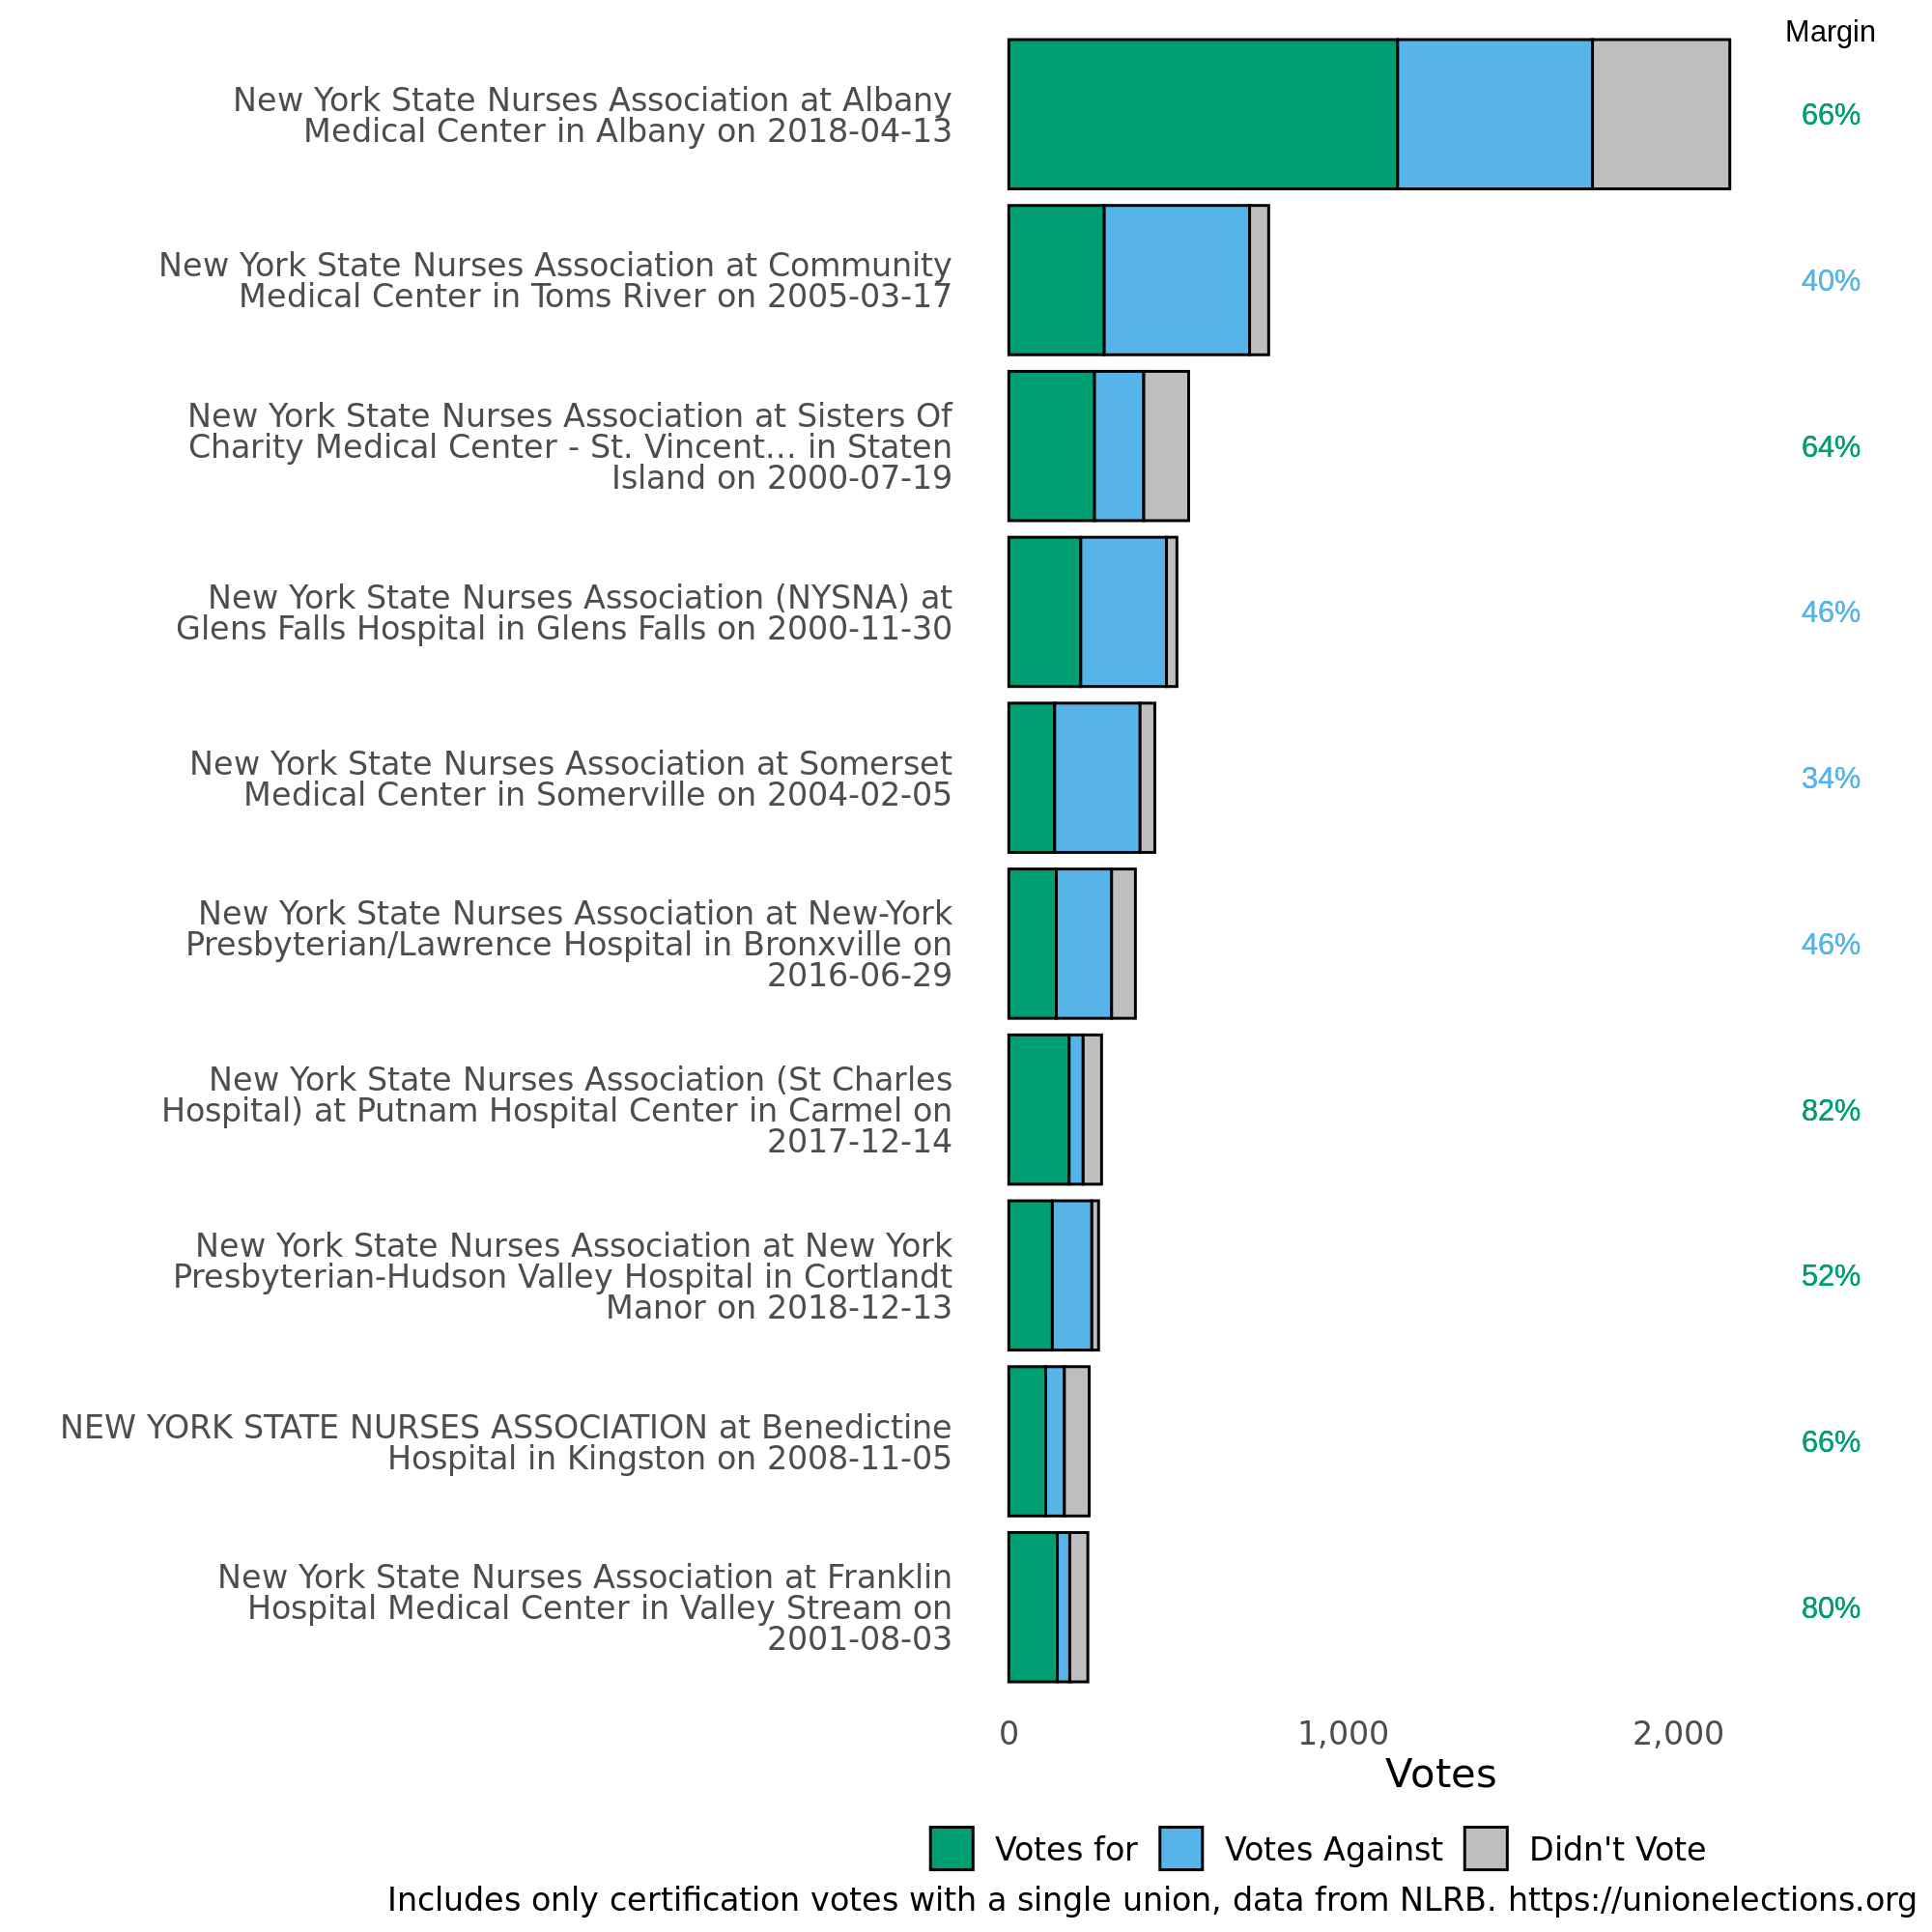 Margin
New York State Nurses Association at Albany
Medical Center in Albany on 2018-04-13
66%
New York State Nurses Association at Community
Medical Center in Toms River on 2005-03-17
40%
New York State Nurses Association at Sisters Of
Charity Medical Center - St. Vincent... in Staten
Island on 2000-07-19
64%
New York State Nurses Association (NYSNA) at
Glens Falls Hospital in Glens Falls on 2000-11-30
46%
New York State Nurses Association at Somerset
Medical Center in Somerville on 2004-02-05
34%
New York State Nurses Association at New-York
Presbyterian/Lawrence Hospital in Bronxville on
2016-06-29
46%
New York State Nurses Association (St Charles
Hospital) at Putnam Hospital Center in Carmel on
2017-12-14
82%
New York State Nurses Association at New York
Presbyterian-Hudson Valley Hospital in Cortlandt
Manor on 2018-12-13
52%
NEW YORK STATE NURSES ASSOCIATION at Benedictine
Hospital in Kingston on 2008-11-05
66%
New York State Nurses Association at Franklin
Hospital Medical Center in Valley Stream on
2001-08-03
80%
0 1,000 2,000
Votes
Votes for Votes Against Didn't Vote
Includes only certification votes with a single union, data from NLRB. https://unionelections.org